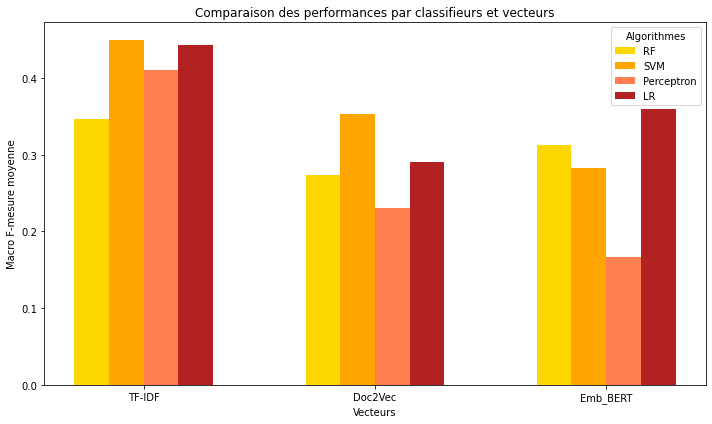 Comparaison des performances par classifieurs et vecteurs
Algorithmes
RF
SVM
Perceptron
LR
Macro F-mesure moyenne
0.4
0.3
0.2
0.1
0.0
TF-IDF
Doc2Vec
Emb_BERT
Vecteurs